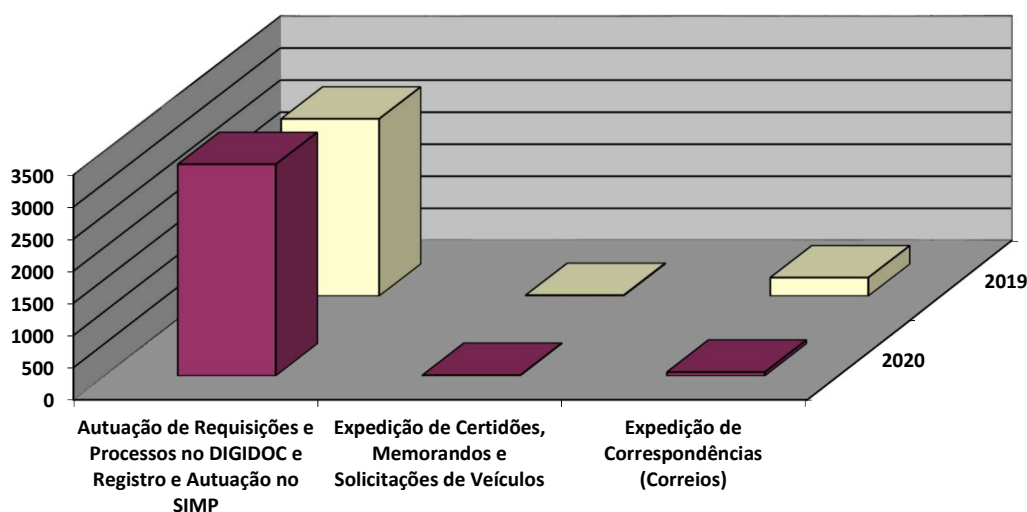 3500
3000
2500
2000
1500
1000
500
0
2019
2020
Autuação de Requisições e
Processos no DIGIDOC e
Registro e Autuação no
SIMP
Expedição de Certidões,
Memorandos e
Solicitações de Veículos
Expedição de
Correspondências
(Correios)